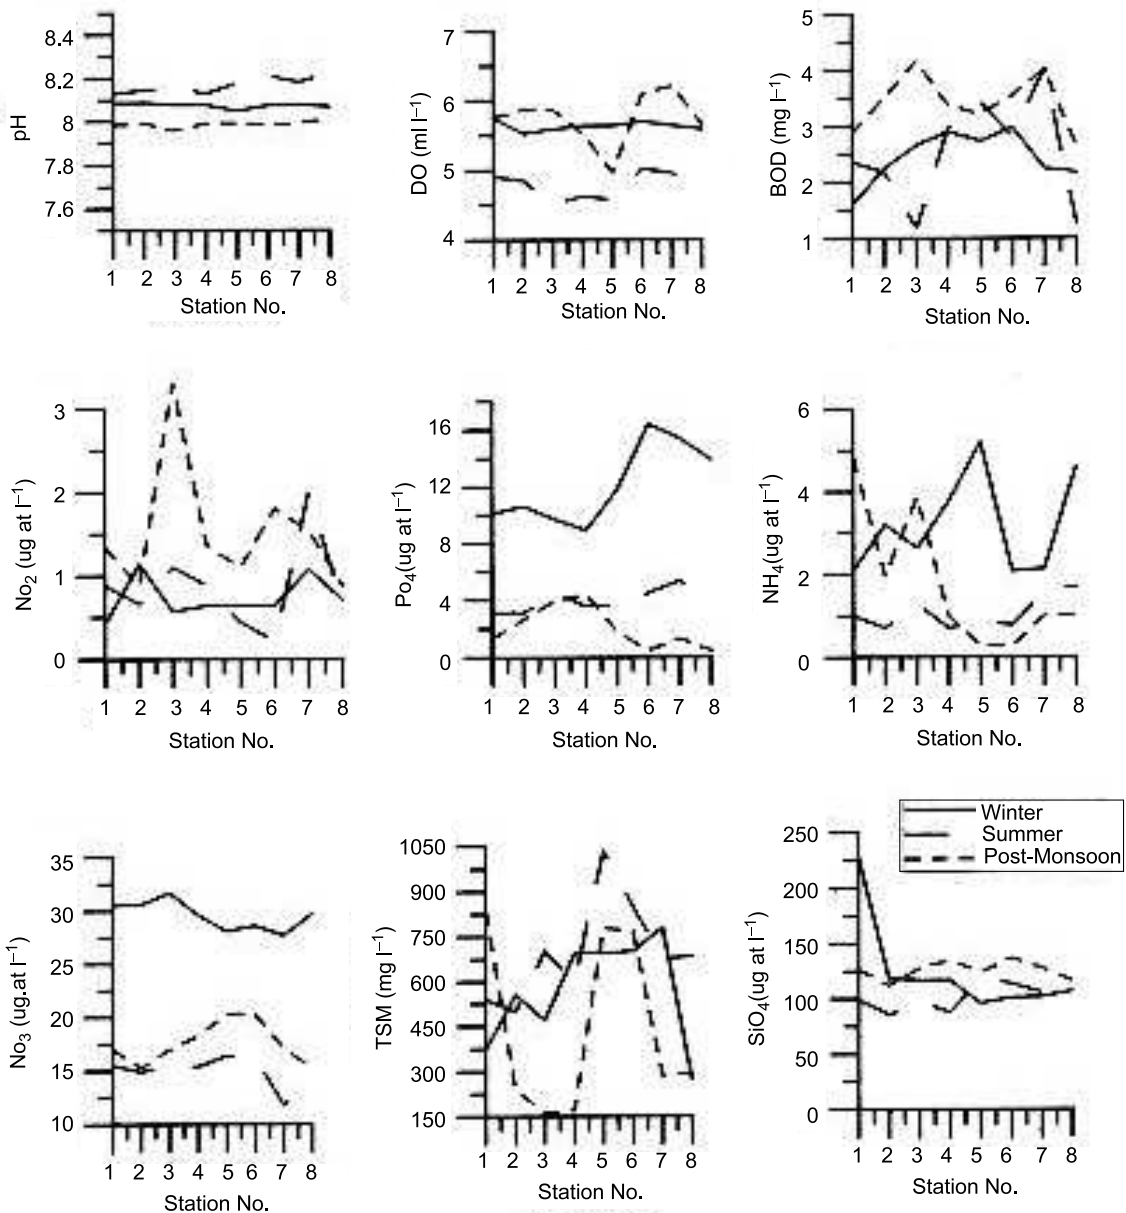 pH
8.4
8.2
8
7.8
7.6
1 2 3 4 5 6 7 8
Station No.
DO (ml l–1)
7
6
5
4
1 2 3 4 5 6 7 8
Station No.
BOD (mg l–1)
5
4
3
2
1
1 2 3 4 5 6 7 8
Station No.
No2 (ug at l–1)
3
2
1
0
1 2 3 4 5 6 7 8
Station No.
Po4(ug at l–1)
16
12
8
4
0
1 2 3 4 5 6 7 8
Station No.
NH4(ug at l–1)
6
4
2
0
1 2 3 4 5 6 7 8
Station No.
No3 (ug.at l–1)
35
30
25
20
15
10
1 2 3 4 5 6 7 8
Station No.
TSM (mg l–1)
1050
900
750
600
450
300
150
1 2 3 4 5 6 7 8
Station No.
Winter
Summer
Post-Monsoon
SiO4(ug at l–1)
250
200
150
100
50
0
1 2 3 4 5 6 7 8
Station No.